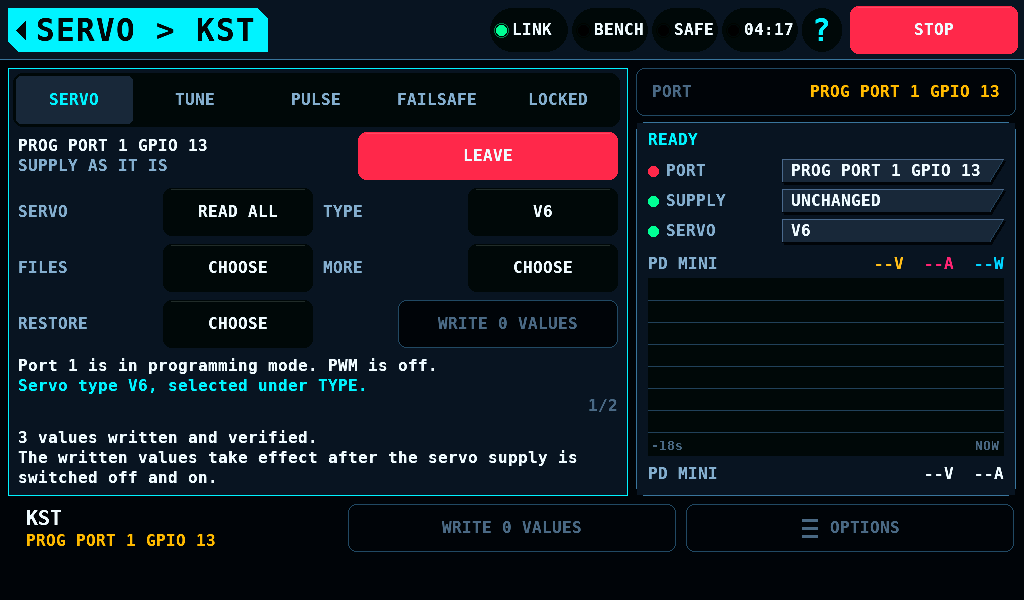 SERVO > KST
LINK
BENCH
SAFE
04:17
?
STOP
SERVO
TUNE
PULSE
FAILSAFE
LOCKED
PROG PORT 1 GPIO 13
SUPPLY AS IT IS
LEAVE
SERVO
READ ALL
TYPE
V6
FILES
CHOOSE
MORE
CHOOSE
RESTORE
CHOOSE
WRITE 0 VALUES
Port 1 is in programming mode. PWM is off.
Servo type V6, selected under TYPE.
1/2
3 values written and verified.
The written values take effect after the servo supply is
switched off and on.
PORT
PROG PORT 1 GPIO 13
READY
PORT
PROG PORT 1 GPIO 13
SUPPLY
UNCHANGED
SERVO
V6
PD MINI
--V --A --W
-18s
NOW
PD MINI
--V --A
KST
PROG PORT 1 GPIO 13
WRITE 0 VALUES
OPTIONS